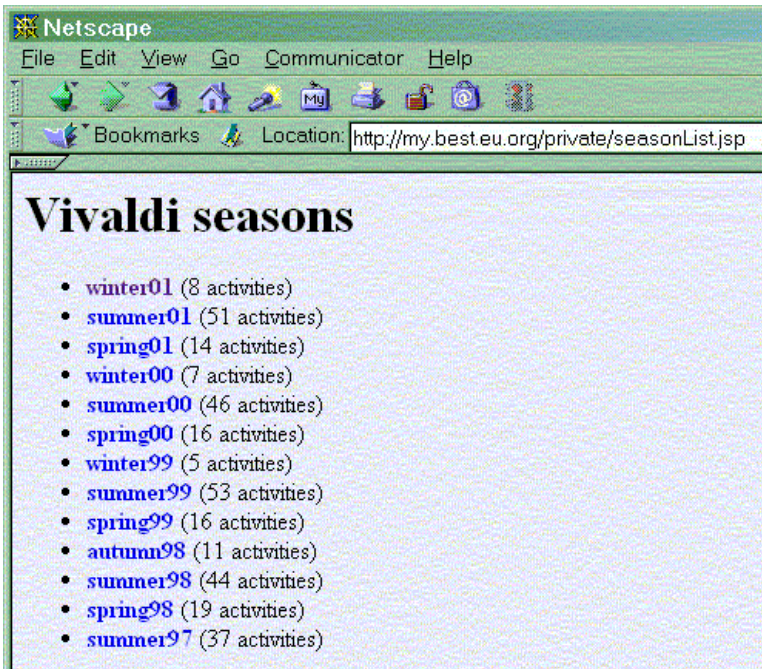 Netscape
File Edit View Go Communicator Help
My
Bookmarks Location: http://my.best.eu.org/private/seasonList.jsp
Vivaldi seasons
• winter01 (8 activities)
• summer01 (51 activities)
• spring01 (14 activities)
• winter00 (7 activities)
• summer00 (46 activities)
• spring00 (16 activities)
• winter99 (5 activities)
• summer99 (53 activities)
• spring99 (16 activities)
• autumn98 (11 activities)
• summer98 (44 activities)
• spring98 (19 activities)
• summer97 (37 activities)